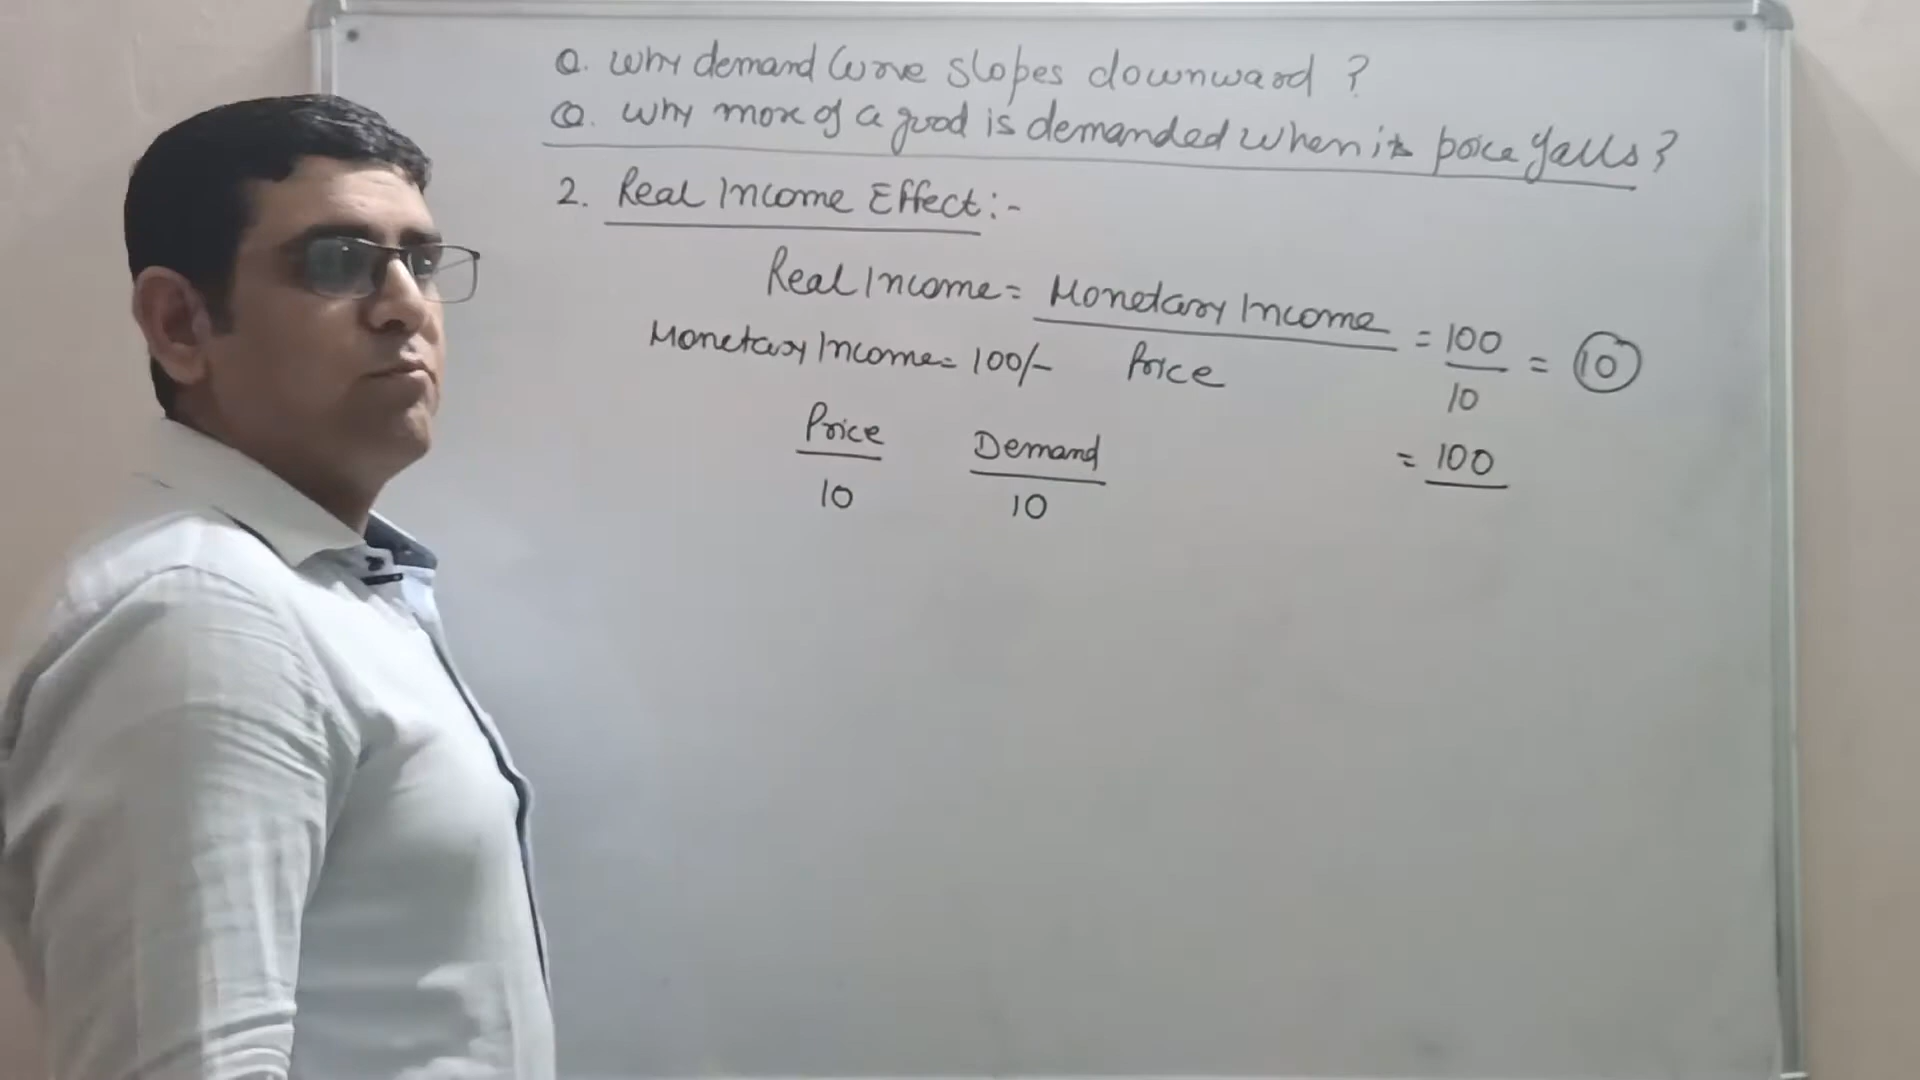 Q. Why demand Curve slopes downward ?
Q. Why more of a good is demanded when its price falls ?
2. Real Income Effect :-
Real Income = Monetary Income / Price = 100 / 10 = 10
Monetary Income = 100/-
= 100
Price Demand
10 10